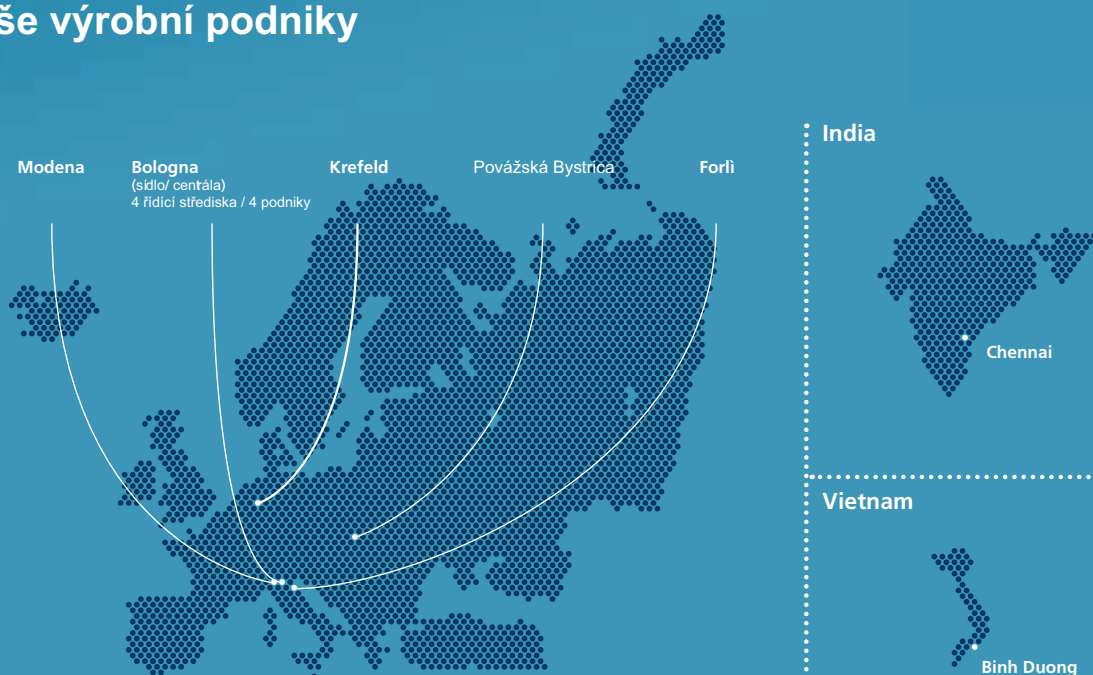 še výrobní podniky
Modena
Bologna
(sídlo/ centrála)
4 řídící střediska / 4 podniky
Krefeld
Považská Bystrica
Forlì
India
Chennai
Vietnam
Binh Duong